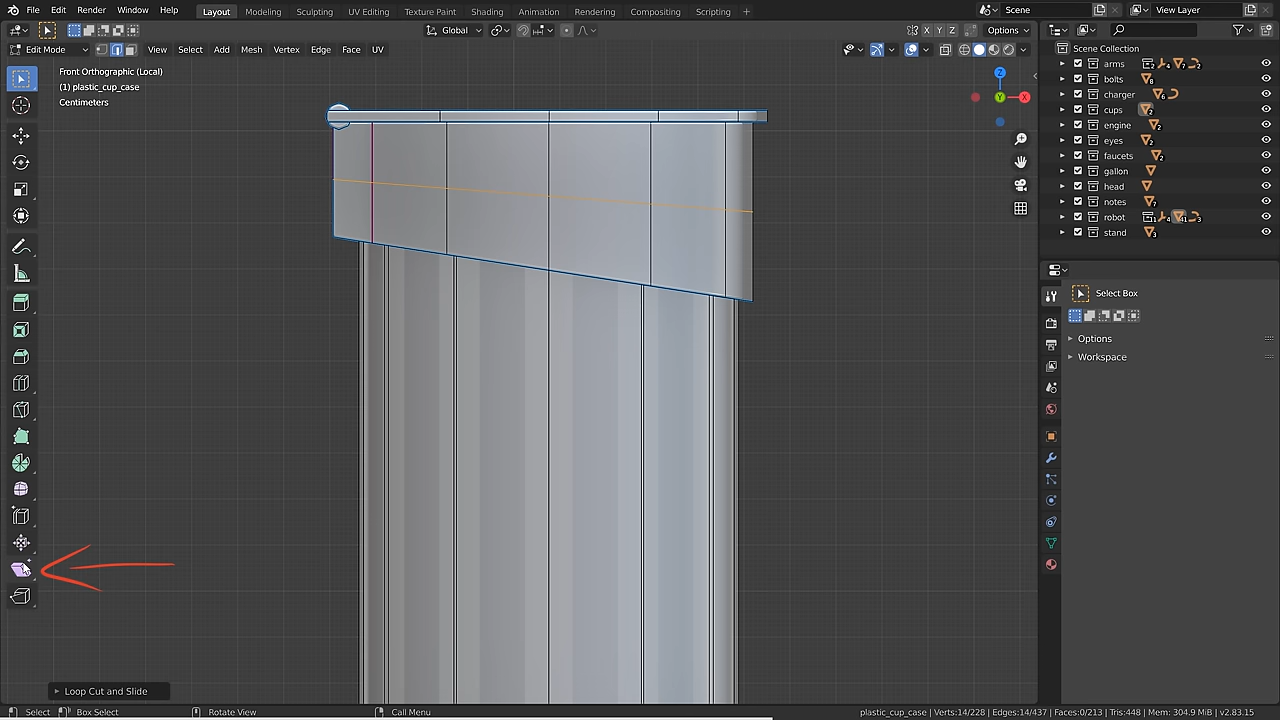 File Edit Render Window Help Layout Modeling Sculpting UV Editing Texture Paint Shading Animation Rendering Compositing Scripting + Scene View Layer
Global X Y Z Options
Edit Mode View Select Add Mesh Vertex Edge Face UV
Front Orthographic (Local)
(1) plastic_cup_case
Centimeters
Z
Y
X
Scene Collection
arms
bolts
charger
cups
engine
eyes
faucets
gallon
head
notes
robot
stand
Select Box
Options
Workspace
Loop Cut and Slide
Select Box Select Rotate View Call Menu plastic_cup_case | Verts:14/228 | Edges:14/437 | Faces:0/213 | Tris:448 | Mem: 304.9 MiB | v2.83.15